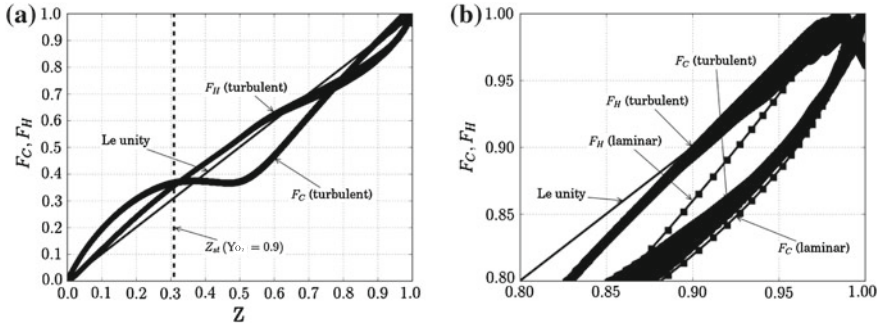 (a)
1.0
0.9
0.8
0.7
0.6
0.5
0.4
0.3
0.2
0.1
0.0
F_C, F_H
F_H (turbulent)
Le unity
F_C (turbulent)
Z_st (Y_O2 = 0.9)
0.0 0.1 0.2 0.3 0.4 0.5 0.6 0.7 0.8 0.9 1.0
Z
(b)
1.00
0.95
0.90
0.85
0.80
F_C, F_H
F_C (turbulent)
F_H (turbulent)
F_H (laminar)
Le unity
F_C (laminar)
0.80 0.85 0.90 0.95 1.00